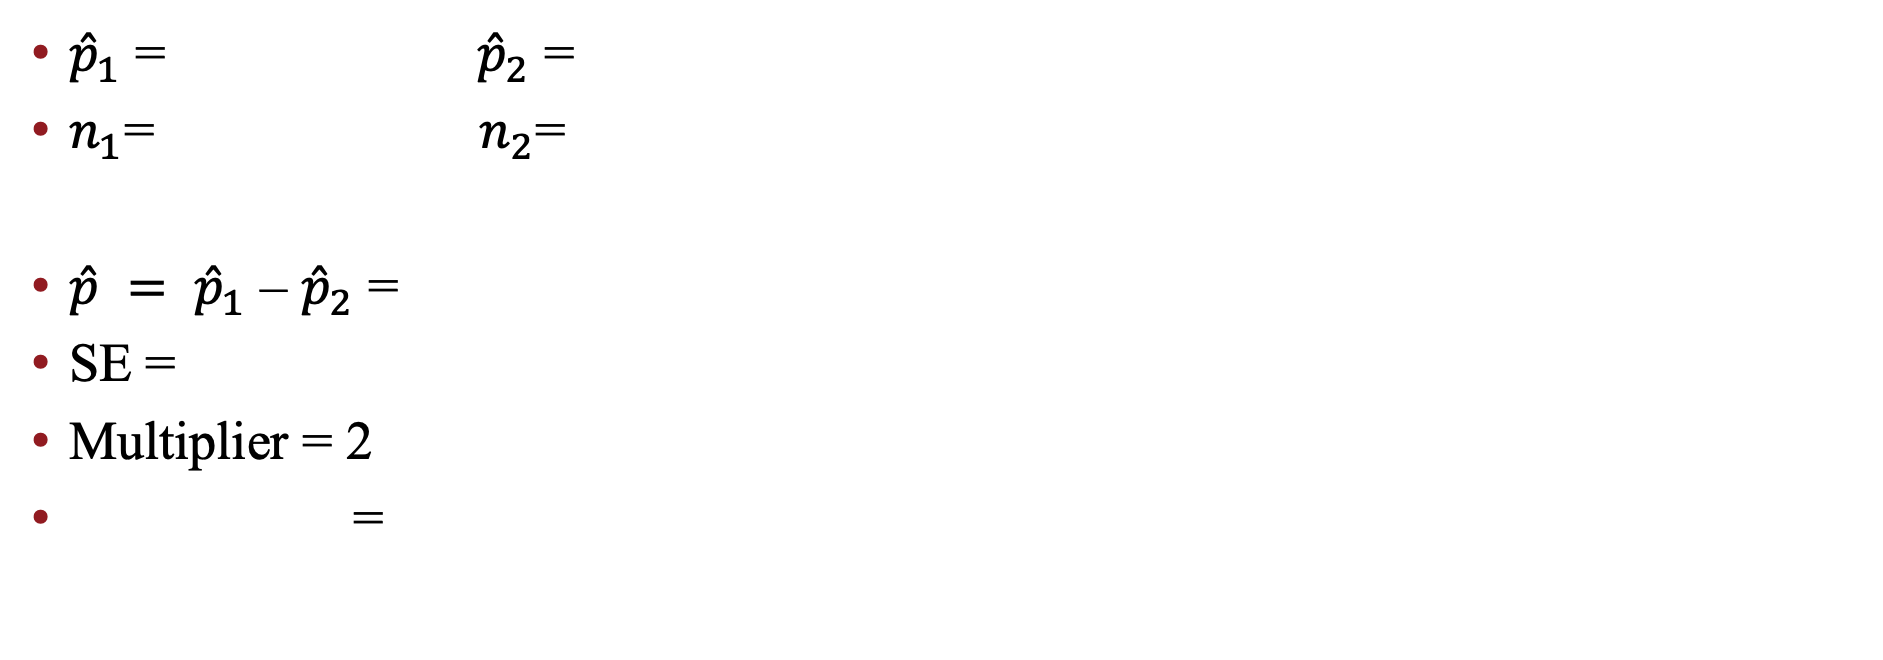 • p̂₁ = p̂₂ =
• n₁= n₂=
• p̂ = p̂₁ − p̂₂ =
• SE =
• Multiplier = 2
• =